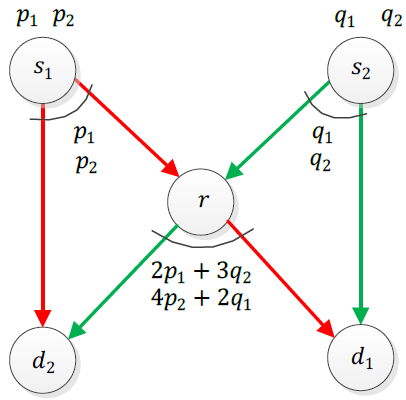 p₁ p₂
q₁ q₂
s₁
s₂
p₁
p₂
q₁
q₂
r
2p₁ + 3q₂
4p₂ + 2q₁
d₂
d₁